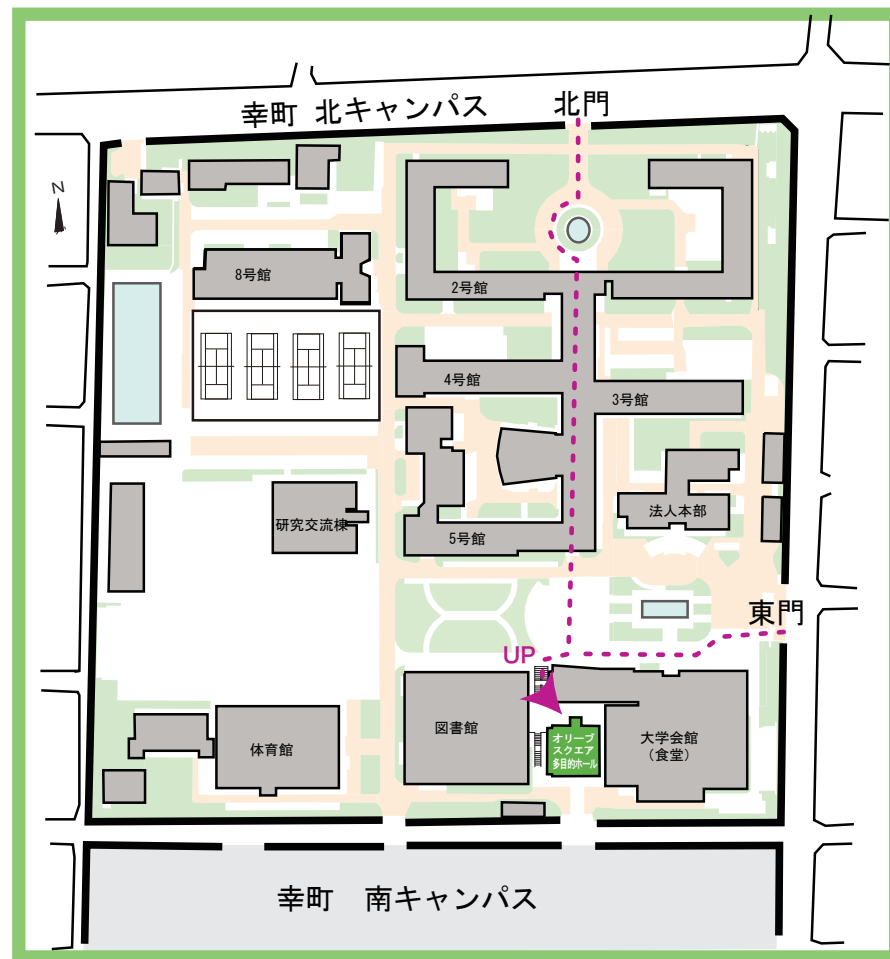 幸町 北キャンパス
北門
N
8号館
2号館
4号館
3号館
研究交流棟
5号館
法人本部
東門
UP
図書館
オリーブ
スクエア
多目的ホール
大学会館
(食堂)
体育館
幸町 南キャンパス